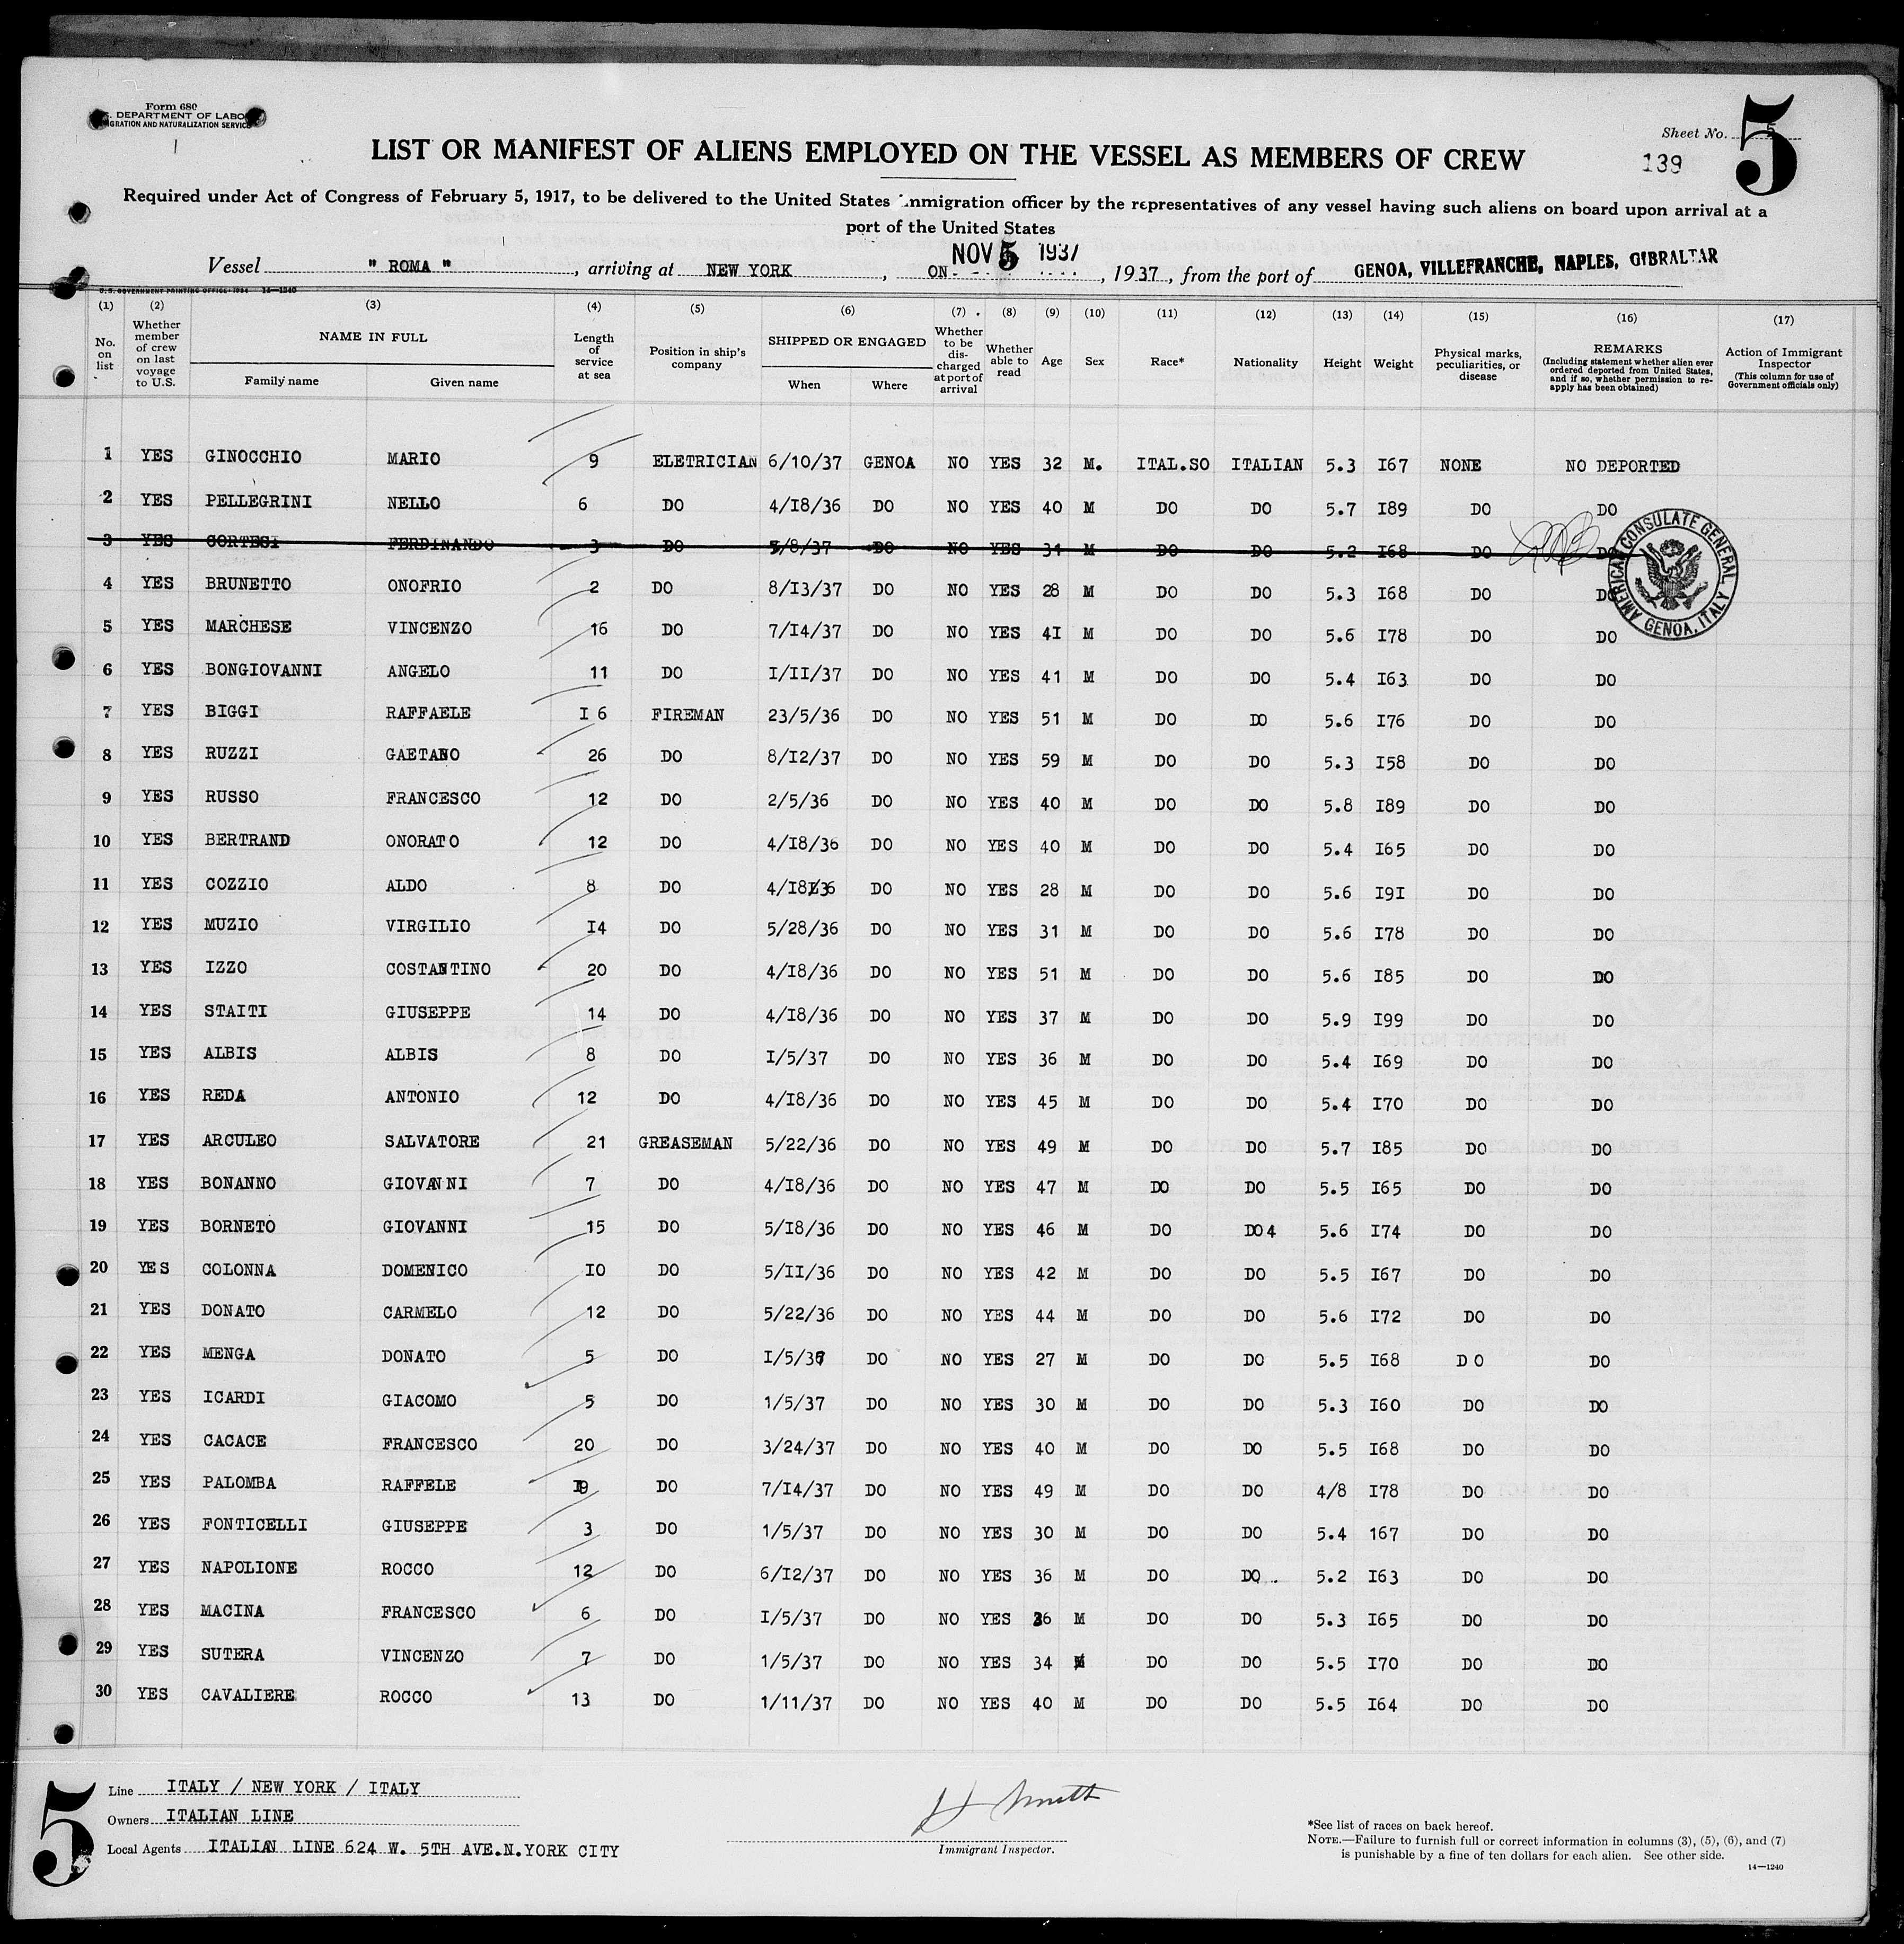 Form 680
S. DEPARTMENT OF LABO
IGRATION AND NATURALIZATION SERVICE
Sheet No. 5
5
139
LIST OR MANIFEST OF ALIENS EMPLOYED ON THE VESSEL AS MEMBERS OF CREW
Required under Act of Congress of February 5, 1917, to be delivered to the United States Immigration officer by the representatives of any vessel having such aliens on board upon arrival at a
port of the United States
Vessel " ROMA " , arriving at NEW YORK , ON NOV 5 1937 , 1937 , from the port of GENOA, VILLEFRANCHE, NAPLES, GIBRALTAR
U. S. GOVERNMENT PRINTING OFFICE: 1934 14—1240
(1) (2) (3) (4) (5) (6) (7) (8) (9) (10) (11) (12) (13) (14) (15) (16) (17)
No. on list Whether member of crew on last voyage to U.S. NAME IN FULL Family name Given name Length of service at sea Position in ship's company SHIPPED OR ENGAGED When Where Whether to be discharged at port of arrival Whether able to read Age Sex Race* Nationality Height Weight Physical marks, peculiarities, or disease REMARKS (Including statement whether alien ever ordered deported from United States, and if so, whether permission to reapply has been obtained) Action of Immigrant Inspector (This column for use of Government officials only)
1 YES GINOCCHIO MARIO 9 ELETRICIAN 6/10/37 GENOA NO YES 32 M. ITAL.SO ITALIAN 5.3 I67 NONE NO DEPORTED
2 YES PELLEGRINI NELLO 6 DO 4/I8/36 DO NO YES 40 M DO DO 5.7 I89 DO DO
3 YES CORTESI FERDINANDO 3 DO 5/8/37 DO NO YES 31 M DO DO 5.2 I68 DO DO
AMERICAN CONSULATE GENERAL GENOA, ITALY
4 YES BRUNETTO ONOFRIO 2 DO 8/I3/37 DO NO YES 28 M DO DO 5.3 I68 DO DO
5 YES MARCHESE VINCENZO 16 DO 7/I4/37 DO NO YES 4I M DO DO 5.6 I78 DO DO
6 YES BONGIOVANNI ANGELO 11 DO I/II/37 DO NO YES 41 M DO DO 5.4 I63 DO DO
7 YES BIGGI RAFFAELE I 6 FIREMAN 23/5/36 DO NO YES 51 M DO DO 5.6 I76 DO DO
8 YES RUZZI GAETANO 26 DO 8/I2/37 DO NO YES 59 M DO DO 5.3 I58 DO DO
9 YES RUSSO FRANCESCO 12 DO 2/5/36 DO NO YES 40 M DO DO 5.8 I89 DO DO
10 YES BERTRAND ONORATO 12 DO 4/I8/36 DO NO YES 40 M DO DO 5.4 I65 DO DO
11 YES COZZIO ALDO 8 DO 4/I8/36 DO NO YES 28 M DO DO 5.6 I9I DO DO
12 YES MUZIO VIRGILIO I4 DO 5/28/36 DO NO YES 31 M DO DO 5.6 I78 DO DO
13 YES IZZO COSTANTINO 20 DO 4/I8/36 DO NO YES 51 M DO DO 5.6 I85 DO DO
14 YES STAITI GIUSEPPE 14 DO 4/I8/36 DO NO YES 37 M DO DO 5.9 I99 DO DO
15 YES ALBIS ALBIS 8 DO I/5/37 DO NO YES 36 M DO DO 5.4 I69 DO DO
16 YES REDA ANTONIO 12 DO 4/I8/36 DO NO YES 45 M DO DO 5.4 I70 DO DO
17 YES ARCULEO SALVATORE 21 GREASEMAN 5/22/36 DO NO YES 49 M DO DO 5.7 I85 DO DO
18 YES BONANNO GIOVANNI 7 DO 4/I8/36 DO NO YES 47 M DO DO 5.5 I65 DO DO
19 YES BORNETO GIOVANNI 15 DO 5/I8/36 DO NO YES 46 M DO DO 4 5.6 I74 DO DO
20 YES COLONNA DOMENICO IO DO 5/II/36 DO NO YES 42 M DO DO 5.5 I67 DO DO
21 YES DONATO CARMELO 12 DO 5/22/36 DO NO YES 44 M DO DO 5.6 I72 DO DO
22 YES MENGA DONATO 5 DO I/5/37 DO NO YES 27 M DO DO 5.5 I68 D O DO
23 YES ICARDI GIACOMO 5 DO 1/5/37 DO NO YES 30 M DO DO 5.3 I60 DO DO
24 YES CACACE FRANCESCO 20 DO 3/24/37 DO NO YES 40 M DO DO 5.5 I68 DO DO
25 YES PALOMBA RAFFELE 19 DO 7/I4/37 DO NO YES 49 M DO DO 4/8 I78 DO DO
26 YES FONTICELLI GIUSEPPE 3 DO 1/5/37 DO NO YES 30 M DO DO 5.4 167 DO DO
27 YES NAPOLIONE ROCCO 12 DO 6/I2/37 DO NO YES 36 M DO DO 5.2 I63 DO DO
28 YES MACINA FRANCESCO 6 DO I/5/37 DO NO YES 36 M DO DO 5.3 I65 DO DO
29 YES SUTERA VINCENZO 7 DO 1/5/37 DO NO YES 34 M DO DO 5.5 I70 DO DO
30 YES CAVALIERE ROCCO 13 DO 1/11/37 DO NO YES 40 M DO DO 5.5 I64 DO DO
5
Line ITALY / NEW YORK / ITALY
Owners ITALIAN LINE
Local Agents ITALIAN LINE 624 W. 5TH AVE.N.YORK CITY
H Smith
Immigrant Inspector.
*See list of races on back hereof.
NOTE.—Failure to furnish full or correct information in columns (3), (5), (6), and (7)
is punishable by a fine of ten dollars for each alien. See other side.
14—1240